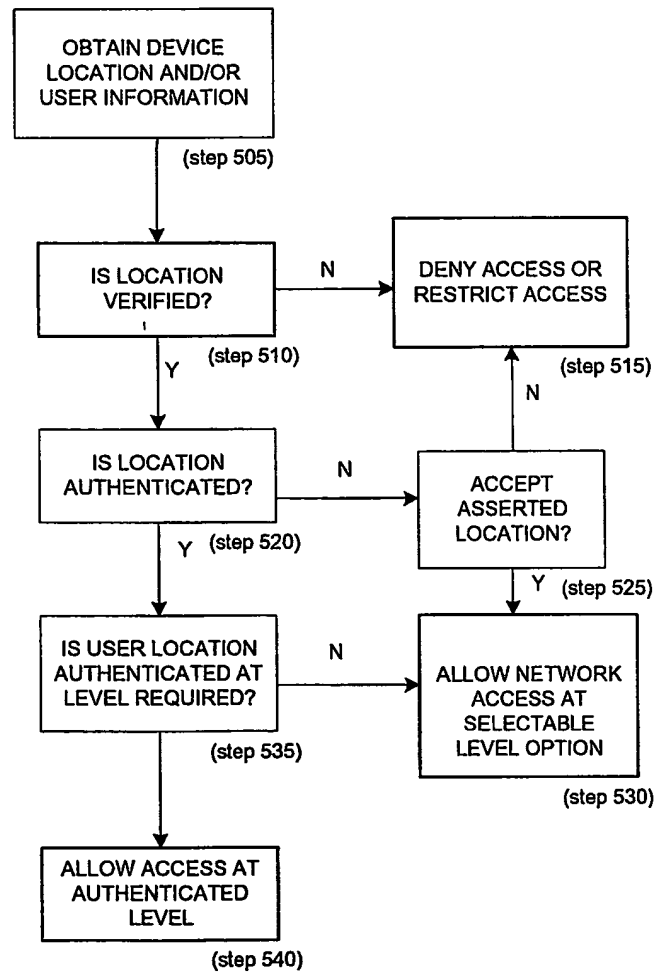 OBTAIN DEVICE
LOCATION AND/OR
USER INFORMATION
(step 505)
IS LOCATION
VERIFIED?
N
(step 510)
Y
DENY ACCESS OR
RESTRICT ACCESS
(step 515)
N
IS LOCATION
AUTHENTICATED?
N
(step 520)
Y
ACCEPT
ASSERTED
LOCATION?
(step 525)
Y
IS USER LOCATION
AUTHENTICATED AT
LEVEL REQUIRED?
N
(step 535)
ALLOW NETWORK
ACCESS AT
SELECTABLE
LEVEL OPTION
(step 530)
ALLOW ACCESS AT
AUTHENTICATED
LEVEL
(step 540)